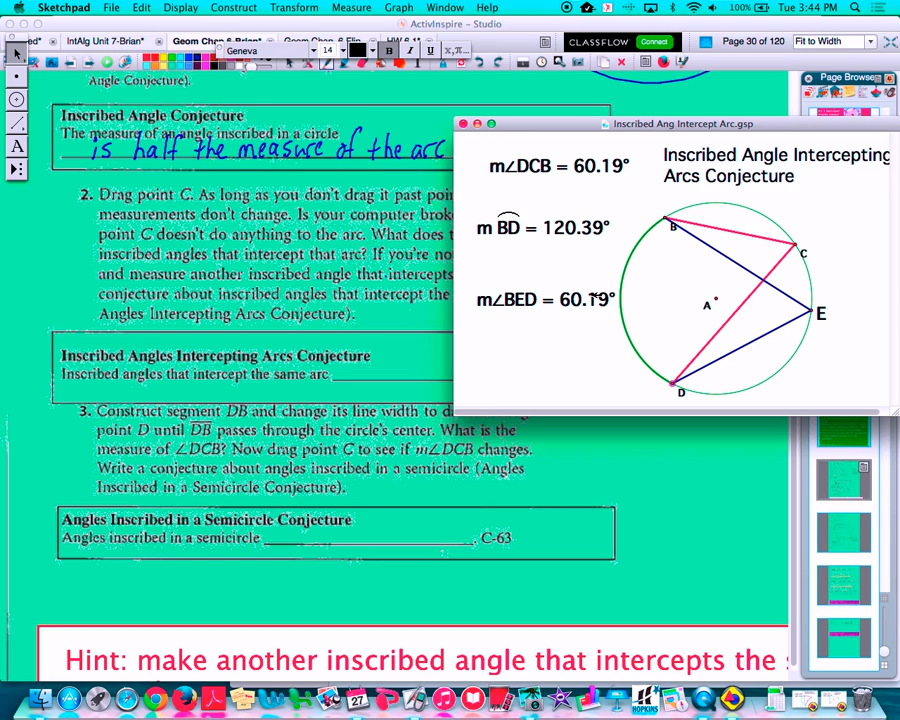 Sketchpad File Edit Display Construct Transform Measure Graph Window Help 100% Tue 3:44 PM
ActivInspire - Studio
IntAlg Unit 7-Brian* Geom Chap 6-Brian* HW 6.1*
Geneva 14 B I U CLASSFLOW Connect Page 30 of 120 Fit to Width
Page Browse
Angle Conjecture).
Inscribed Angle Conjecture
The measure of an angle inscribed in a circle
is half the measure of the arc
2. Drag point C. As long as you don't drag it past poi
measurements don't change. Is your computer brok
point C doesn't do anything to the arc. What does t
inscribed angles that intercept that arc? If you're no
and measure another inscribed angle that intercepts
conjecture about inscribed angles that intercept the
Angles Intercepting Arcs Conjecture).
Inscribed Angles Intercepting Arcs Conjecture
Inscribed angles that intercept the same arc
3. Construct segment DB and change its line width to d
point D until DB passes through the circle's center. What is the
measure of ∠DCB? Now drag point C to see if m∠DCB changes.
Write a conjecture about angles inscribed in a semicircle (Angles
Inscribed in a Semicircle Conjecture).
Angles Inscribed in a Semicircle Conjecture
Angles inscribed in a semicircle . C-63
Hint: make another inscribed angle that intercepts the
Inscribed Ang Intercept Arc.gsp
m∠DCB = 60.19°
Inscribed Angle Intercepting
Arcs Conjecture
m BD = 120.39°
m∠BED = 60.19°
B
C
A
E
D
27
HOPKINS